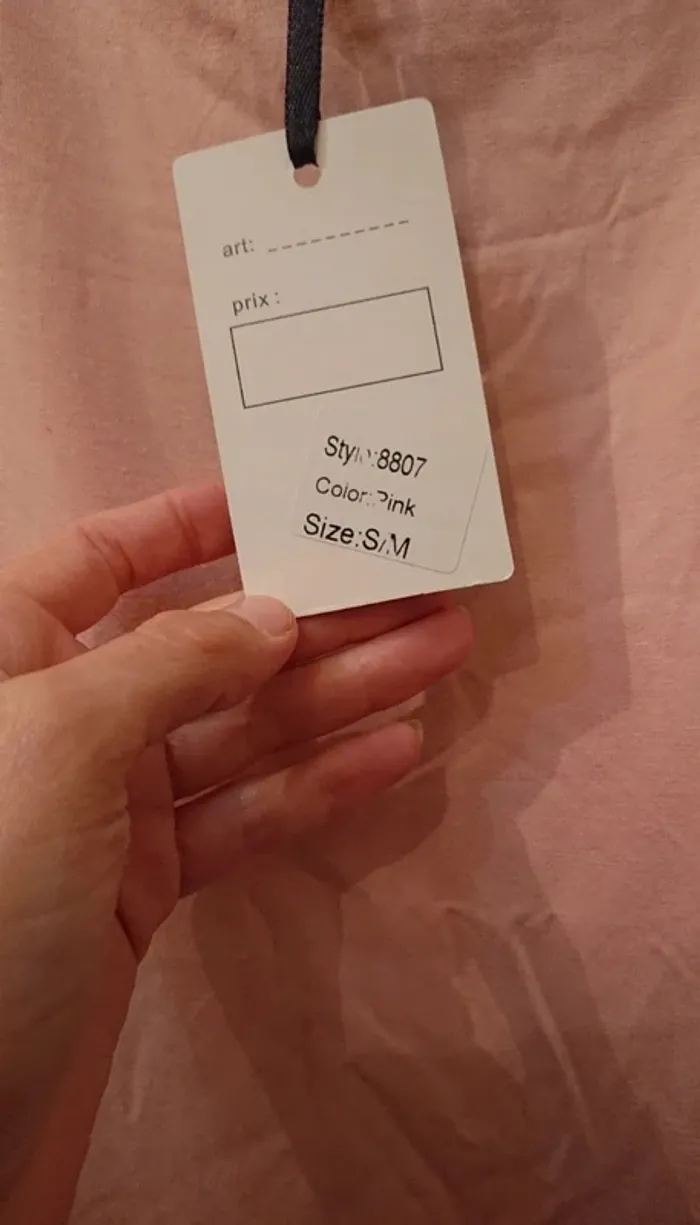 art: _ _ _ _ _ _ _ _ _ _
prix :
Style:8807
Color:Pink
Size:S/M